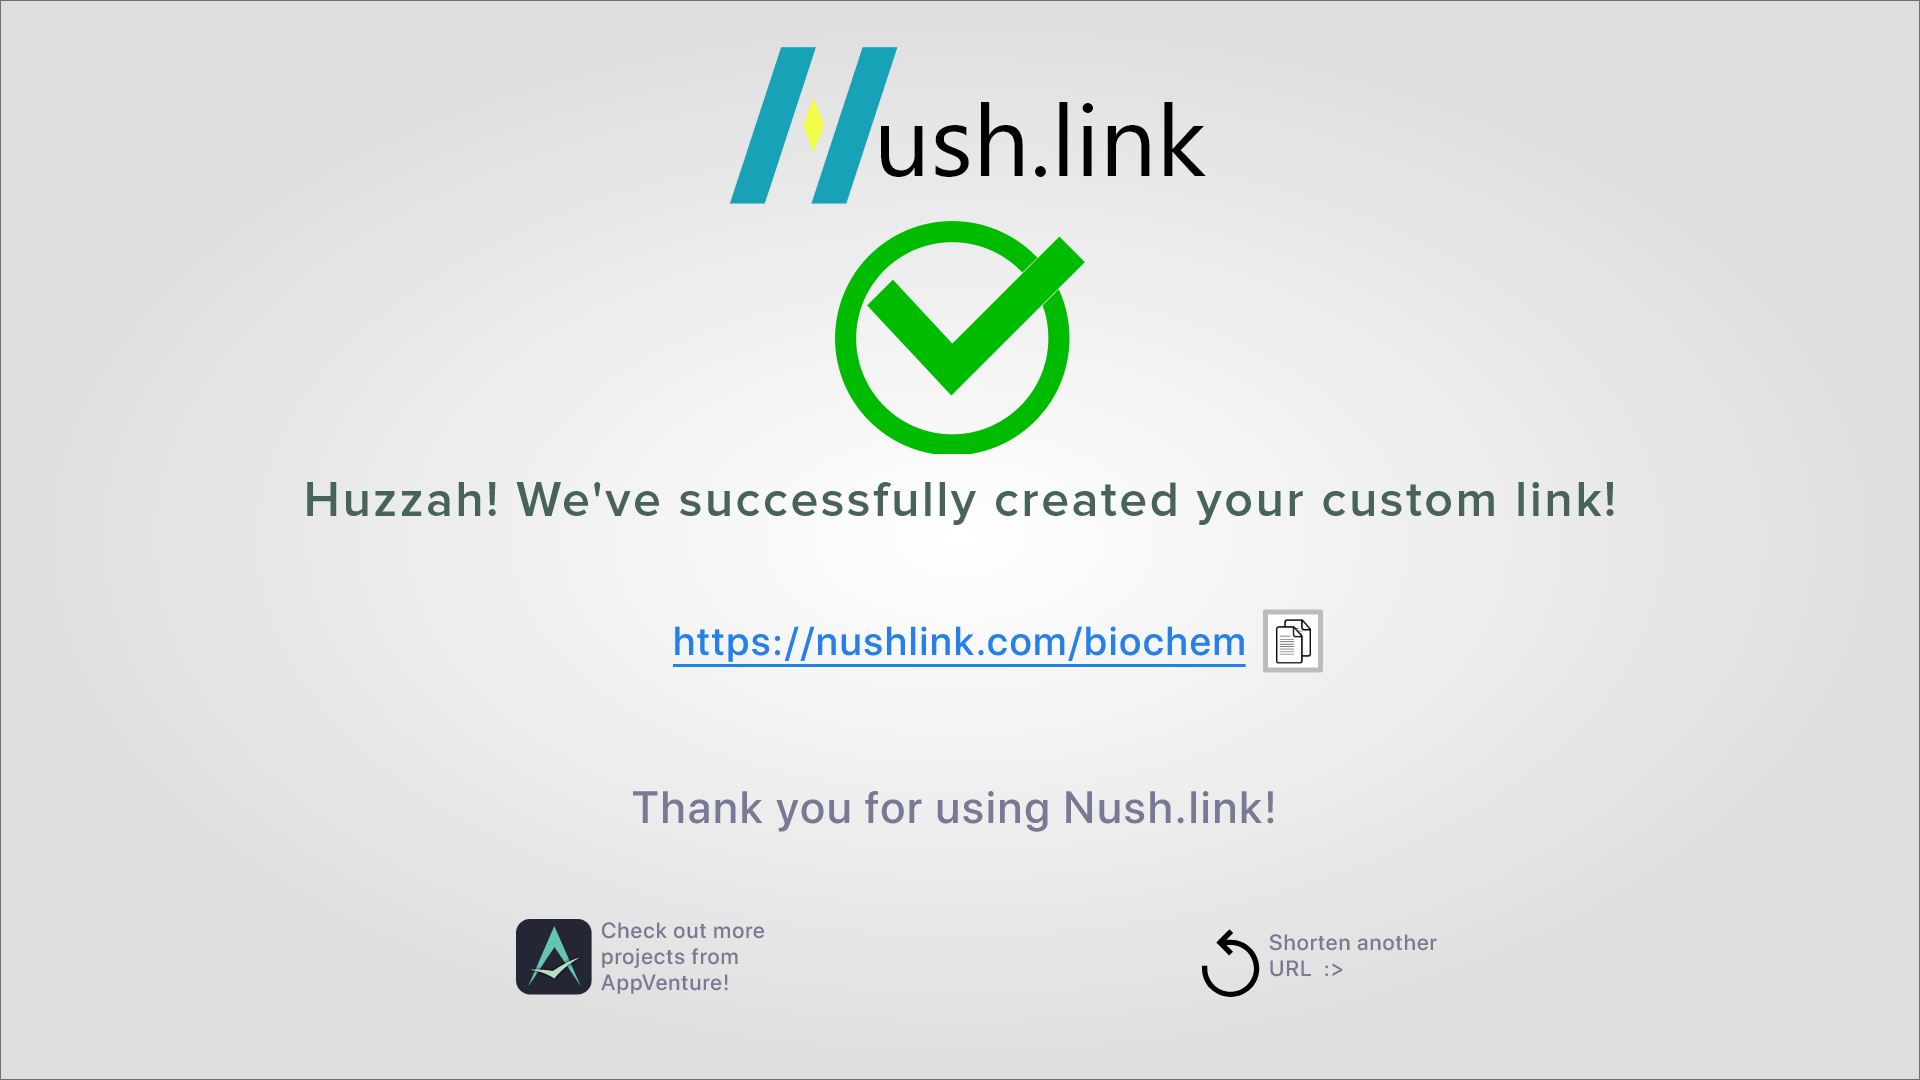 Nush.link
Huzzah! We've successfully created your custom link!
https://nushlink.com/biochem
Thank you for using Nush.link!
Check out more
projects from
AppVenture!
Shorten another
URL :>